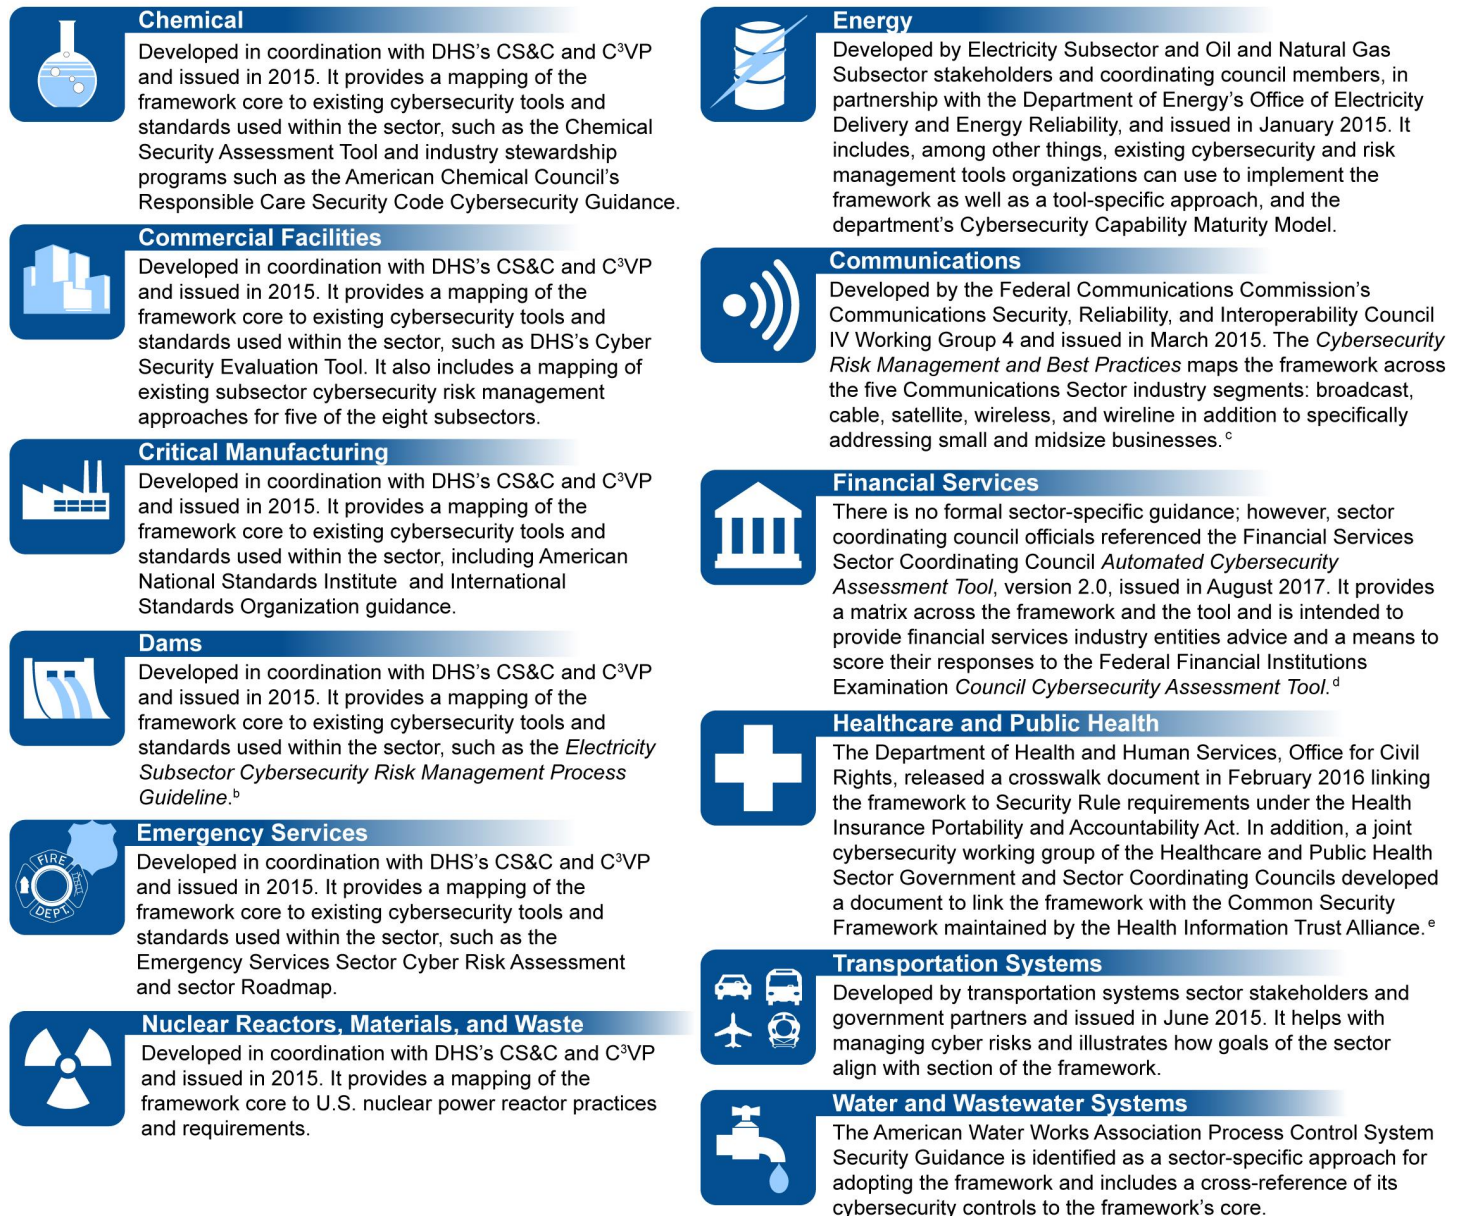 Chemical
Developed in coordination with DHS’s CS&C and C³VP
and issued in 2015. It provides a mapping of the
framework core to existing cybersecurity tools and
standards used within the sector, such as the Chemical
Security Assessment Tool and industry stewardship
programs such as the American Chemical Council’s
Responsible Care Security Code Cybersecurity Guidance.
Commercial Facilities
Developed in coordination with DHS’s CS&C and C³VP
and issued in 2015. It provides a mapping of the
framework core to existing cybersecurity tools and
standards used within the sector, such as DHS’s Cyber
Security Evaluation Tool. It also includes a mapping of
existing subsector cybersecurity risk management
approaches for five of the eight subsectors.
Critical Manufacturing
Developed in coordination with DHS’s CS&C and C³VP
and issued in 2015. It provides a mapping of the
framework core to existing cybersecurity tools and
standards used within the sector, including American
National Standards Institute and International
Standards Organization guidance.
Dams
Developed in coordination with DHS’s CS&C and C³VP
and issued in 2015. It provides a mapping of the
framework core to existing cybersecurity tools and
standards used within the sector, such as the Electricity
Subsector Cybersecurity Risk Management Process
Guideline.ᵇ
FIRE
DEPT.
Emergency Services
Developed in coordination with DHS’s CS&C and C³VP
and issued in 2015. It provides a mapping of the
framework core to existing cybersecurity tools and
standards used within the sector, such as the
Emergency Services Sector Cyber Risk Assessment
and sector Roadmap.
Nuclear Reactors, Materials, and Waste
Developed in coordination with DHS’s CS&C and C³VP
and issued in 2015. It provides a mapping of the
framework core to U.S. nuclear power reactor practices
and requirements.
Energy
Developed by Electricity Subsector and Oil and Natural Gas
Subsector stakeholders and coordinating council members, in
partnership with the Department of Energy’s Office of Electricity
Delivery and Energy Reliability, and issued in January 2015. It
includes, among other things, existing cybersecurity and risk
management tools organizations can use to implement the
framework as well as a tool-specific approach, and the
department’s Cybersecurity Capability Maturity Model.
Communications
Developed by the Federal Communications Commission’s
Communications Security, Reliability, and Interoperability Council
IV Working Group 4 and issued in March 2015. The Cybersecurity
Risk Management and Best Practices maps the framework across
the five Communications Sector industry segments: broadcast,
cable, satellite, wireless, and wireline in addition to specifically
addressing small and midsize businesses.ᶜ
Financial Services
There is no formal sector-specific guidance; however, sector
coordinating council officials referenced the Financial Services
Sector Coordinating Council Automated Cybersecurity
Assessment Tool, version 2.0, issued in August 2017. It provides
a matrix across the framework and the tool and is intended to
provide financial services industry entities advice and a means to
score their responses to the Federal Financial Institutions
Examination Council Cybersecurity Assessment Tool.ᵈ
Healthcare and Public Health
The Department of Health and Human Services, Office for Civil
Rights, released a crosswalk document in February 2016 linking
the framework to Security Rule requirements under the Health
Insurance Portability and Accountability Act. In addition, a joint
cybersecurity working group of the Healthcare and Public Health
Sector Government and Sector Coordinating Councils developed
a document to link the framework with the Common Security
Framework maintained by the Health Information Trust Alliance.ᵉ
Transportation Systems
Developed by transportation systems sector stakeholders and
government partners and issued in June 2015. It helps with
managing cyber risks and illustrates how goals of the sector
align with section of the framework.
Water and Wastewater Systems
The American Water Works Association Process Control System
Security Guidance is identified as a sector-specific approach for
adopting the framework and includes a cross-reference of its
cybersecurity controls to the framework’s core.